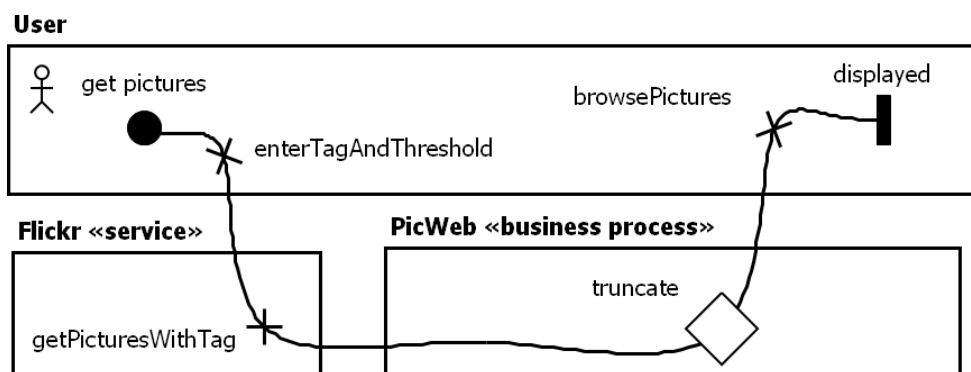 User
get pictures
displayed
browsePictures
enterTagAndThreshold
Flickr «service»
PicWeb «business process»
truncate
getPicturesWithTag